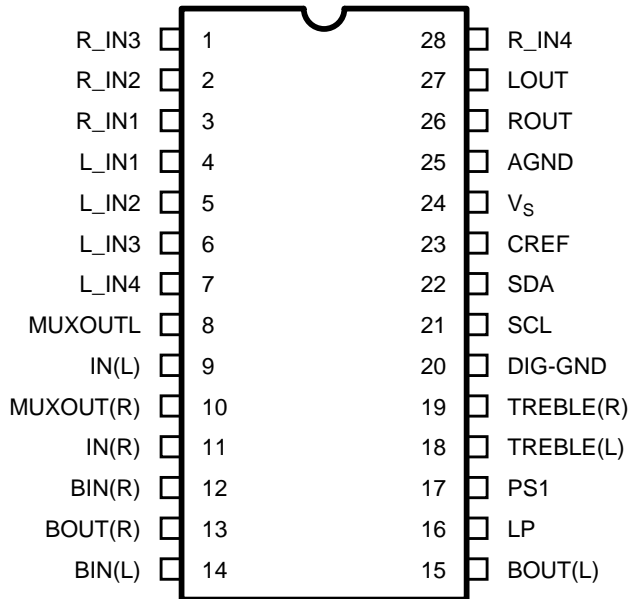 R_IN3 1 28 R_IN4
R_IN2 2 27 LOUT
R_IN1 3 26 ROUT
L_IN1 4 25 AGND
L_IN2 5 24 VS
L_IN3 6 23 CREF
L_IN4 7 22 SDA
MUXOUTL 8 21 SCL
IN(L) 9 20 DIG-GND
MUXOUT(R) 10 19 TREBLE(R)
IN(R) 11 18 TREBLE(L)
BIN(R) 12 17 PS1
BOUT(R) 13 16 LP
BIN(L) 14 15 BOUT(L)